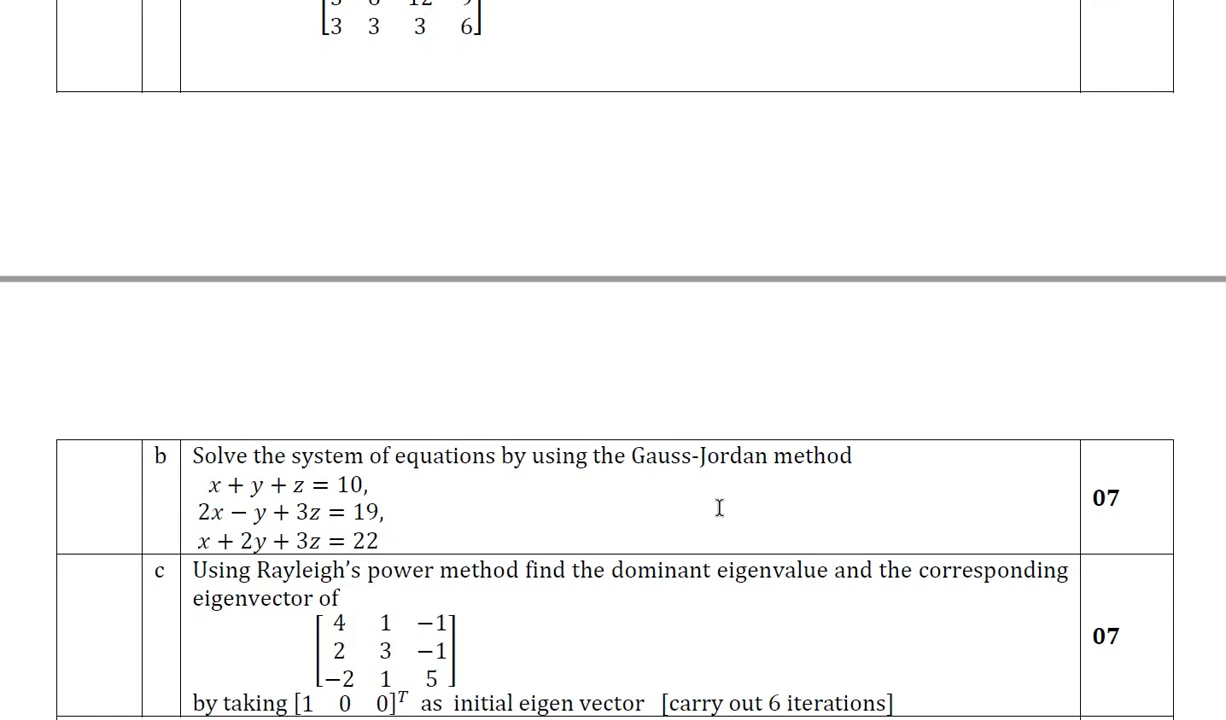 3 3 3 6
b Solve the system of equations by using the Gauss-Jordan method
x + y + z = 10,
07
2x − y + 3z = 19,
x + 2y + 3z = 22
c Using Rayleigh’s power method find the dominant eigenvalue and the corresponding
eigenvector of
4 1 −1
07
2 3 −1
−2 1 5
by taking [1 0 0]ᵀ as initial eigen vector [carry out 6 iterations]